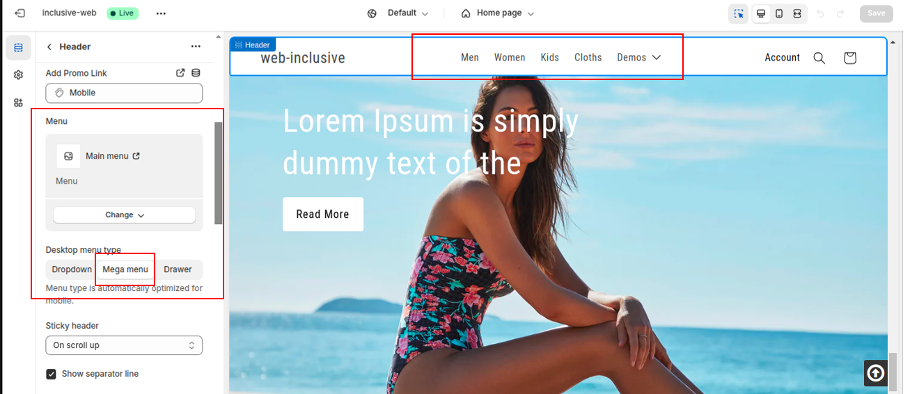 inclusive-web Live Default Home page Save
Header
Add Promo Link
Mobile
Menu
Main menu
Menu
Change
Desktop menu type
Dropdown Mega menu Drawer
Menu type is automatically optimized for
mobile.
Sticky header
On scroll up
Show separator line
Header
web-inclusive Men Women Kids Cloths Demos Account
Lorem Ipsum is simply
dummy text of the
Read More